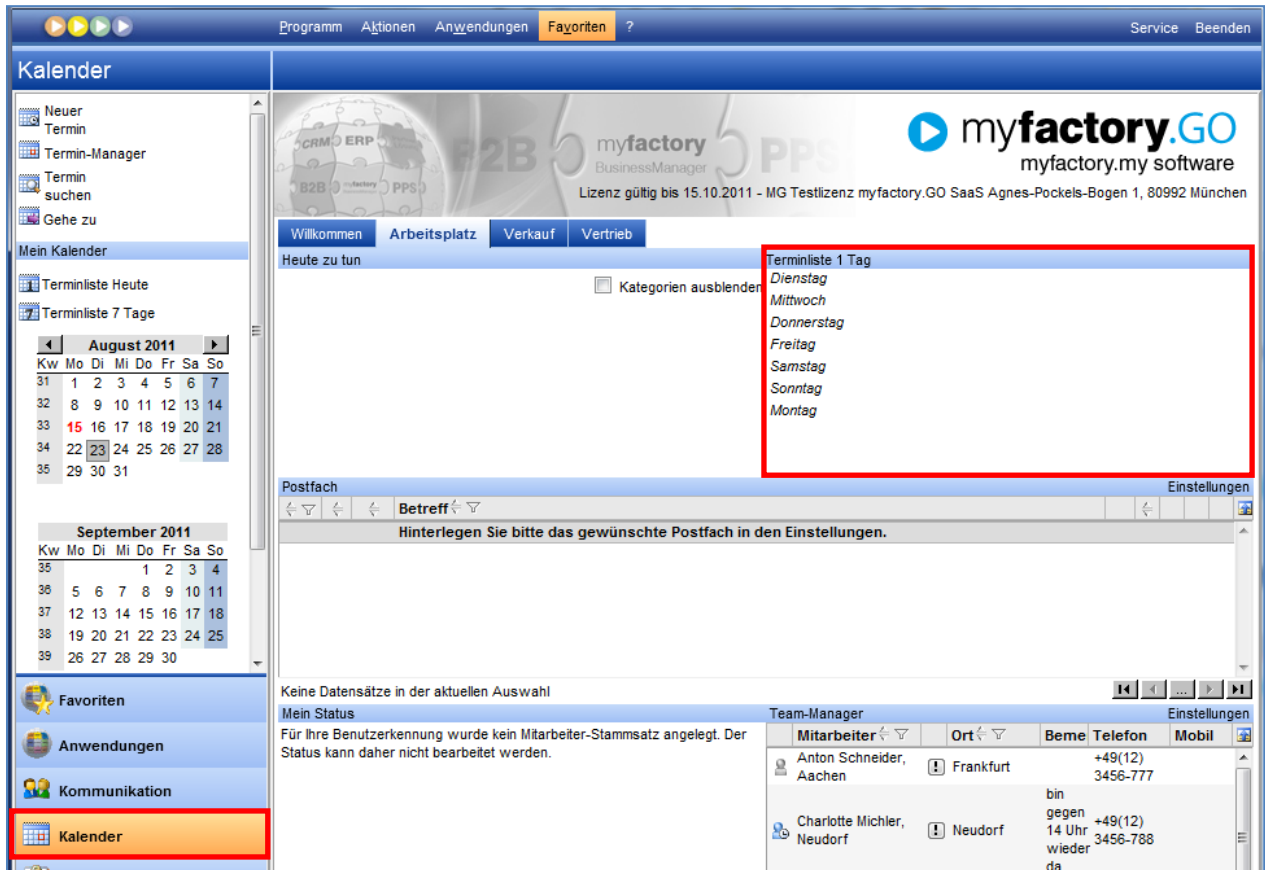 Programm Aktionen Anwendungen Favoriten ? Service Beenden
Kalender
Neuer
Termin
Termin-Manager
Termin
suchen
Gehe zu
Mein Kalender
Terminliste Heute
Terminliste 7 Tage
August 2011
Kw Mo Di Mi Do Fr Sa So
31 1 2 3 4 5 6 7
32 8 9 10 11 12 13 14
33 15 16 17 18 19 20 21
34 22 23 24 25 26 27 28
35 29 30 31
September 2011
Kw Mo Di Mi Do Fr Sa So
35 1 2 3 4
36 5 6 7 8 9 10 11
37 12 13 14 15 16 17 18
38 19 20 21 22 23 24 25
39 26 27 28 29 30
Favoriten
Anwendungen
Kommunikation
Kalender
CRM ERP
B2B myfactory PPS
B2B
myfactory
BusinessManager
PPS
myfactory.GO
myfactory.my software
Lizenz gültig bis 15.10.2011 - MG Testlizenz myfactory.GO SaaS Agnes-Pockels-Bogen 1, 80992 München
Willkommen Arbeitsplatz Verkauf Vertrieb
Heute zu tun
Kategorien ausblenden
Terminliste 1 Tag
Dienstag
Mittwoch
Donnerstag
Freitag
Samstag
Sonntag
Montag
Postfach Einstellungen
Betreff
Hinterlegen Sie bitte das gewünschte Postfach in den Einstellungen.
Keine Datensätze in der aktuellen Auswahl
...
Mein Status
Für Ihre Benutzerkennung wurde kein Mitarbeiter-Stammsatz angelegt. Der
Status kann daher nicht bearbeitet werden.
Team-Manager Einstellungen
Mitarbeiter Ort Beme Telefon Mobil
Anton Schneider,
Aachen
Frankfurt
+49(12)
3456-777
Charlotte Michler,
Neudorf
Neudorf
bin
gegen
14 Uhr
wieder
da
+49(12)
3456-788